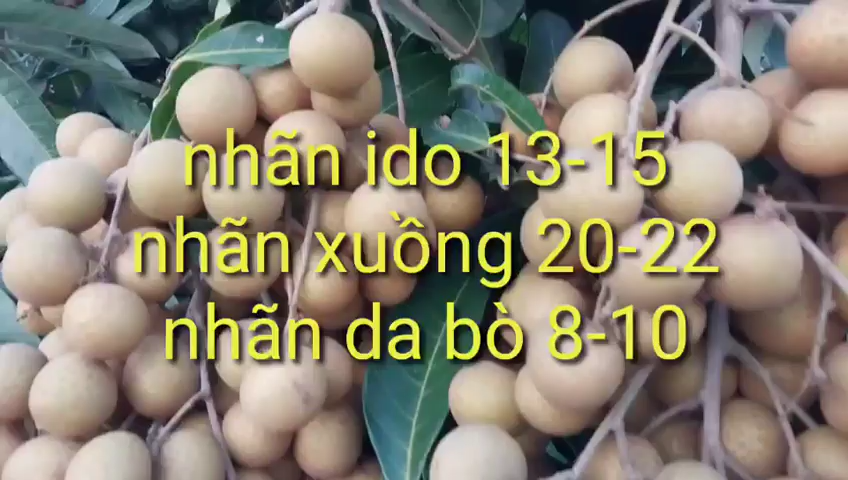 nhãn ido 13-15
nhãn xuồng 20-22
nhãn da bò 8-10